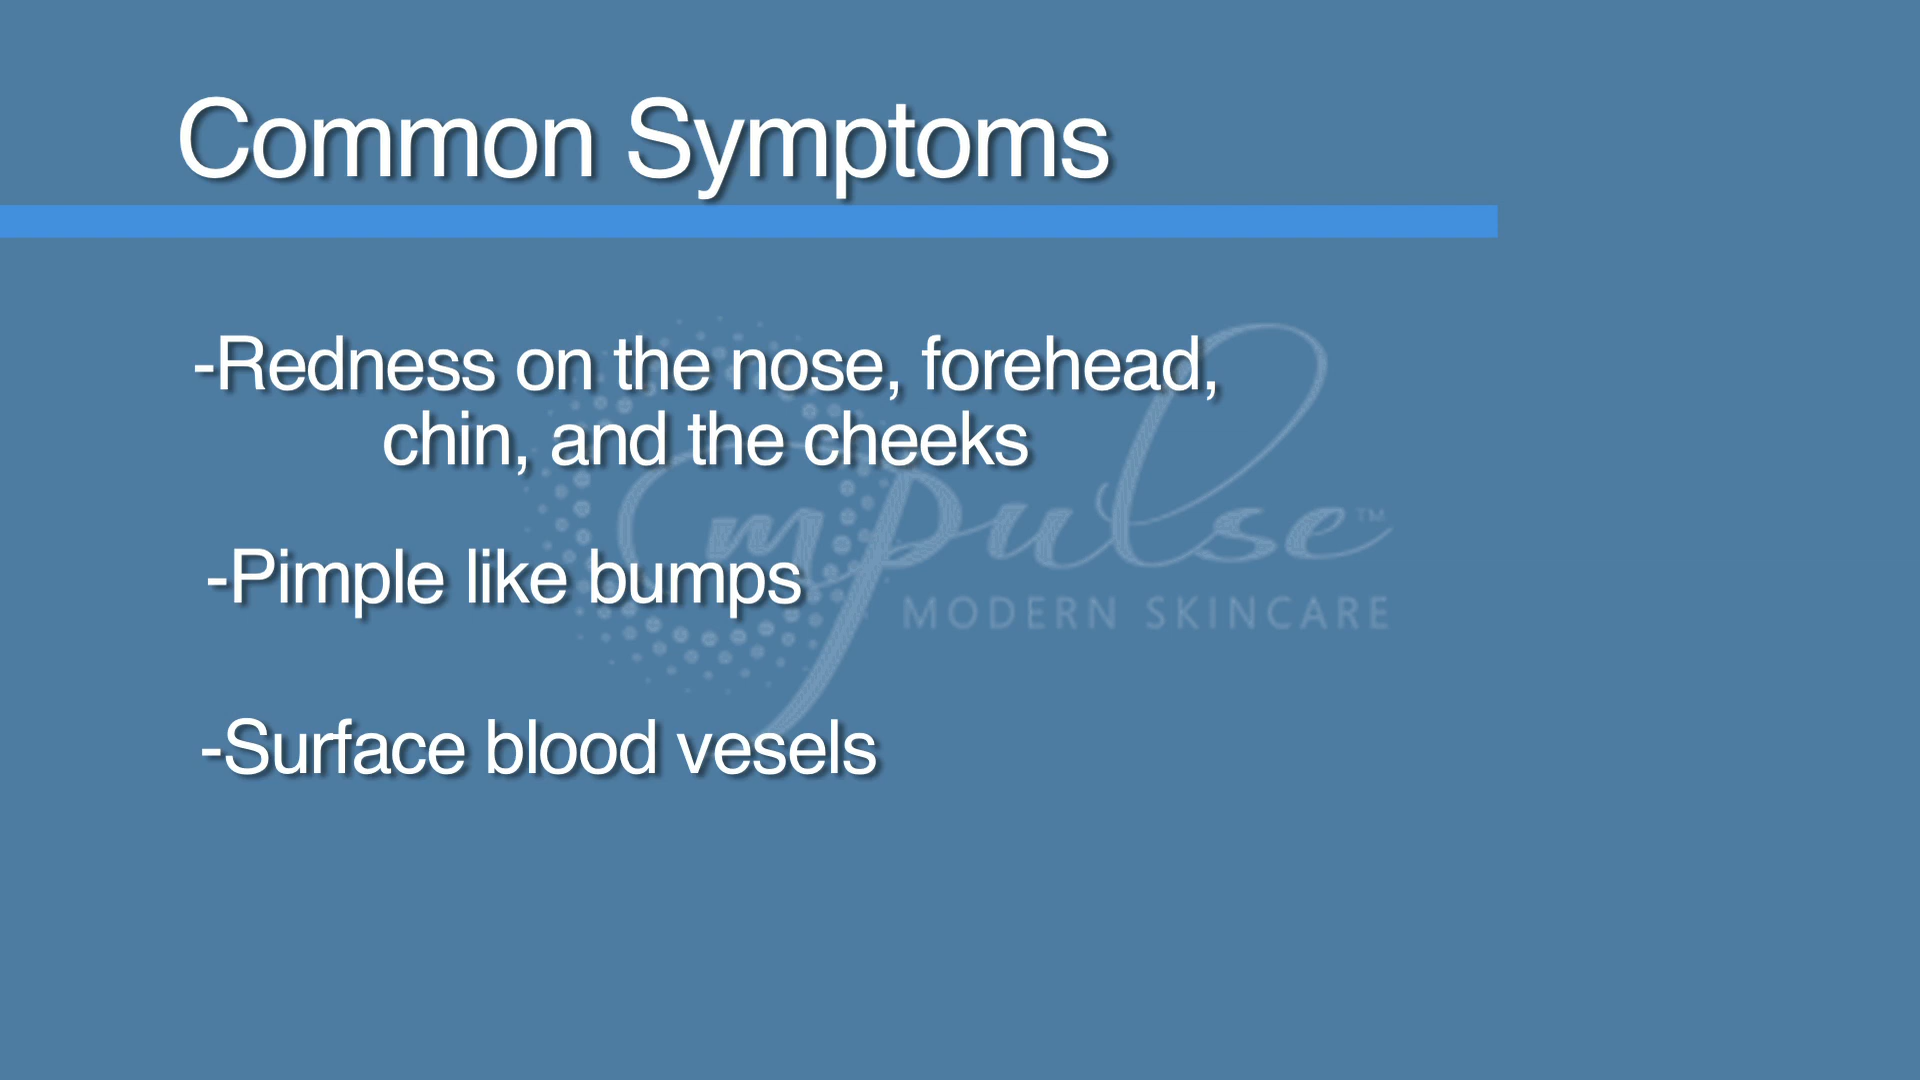 Common Symptoms
-Redness on the nose, forehead,
chin, and the cheeks
-Pimple like bumps
-Surface blood vesels
mpulse™
MODERN SKINCARE